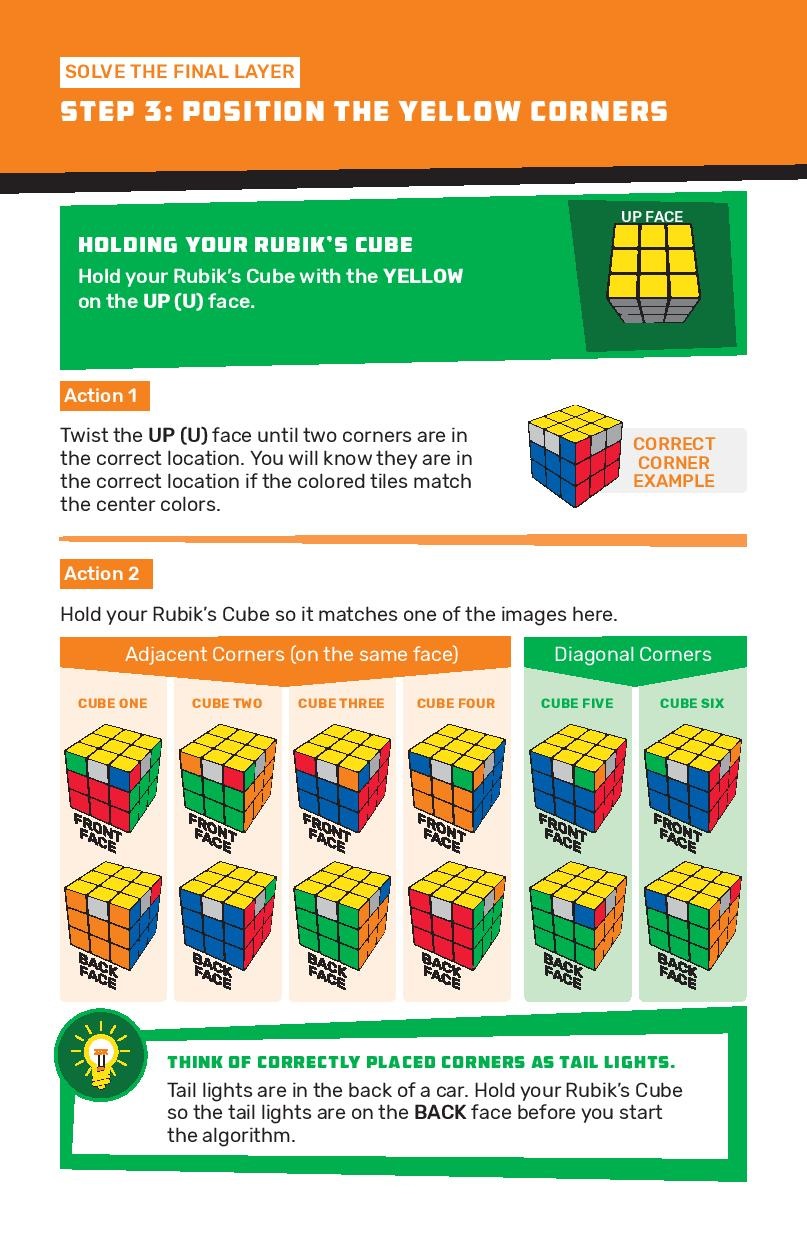 SOLVE THE FINAL LAYER
STEP 3: POSITION THE YELLOW CORNERS
HOLDING YOUR RUBIK'S CUBE
Hold your Rubik's Cube with the YELLOW
on the UP (U) face.
UP FACE
Action 1
Twist the UP (U) face until two corners are in
the correct location. You will know they are in
the correct location if the colored tiles match
the center colors.
CORRECT
CORNER
EXAMPLE
Action 2
Hold your Rubik's Cube so it matches one of the images here.
Adjacent Corners (on the same face)
Diagonal Corners
CUBE ONE
CUBE TWO
CUBE THREE
CUBE FOUR
CUBE FIVE
CUBE SIX
FRONT
FACE
FRONT
FACE
FRONT
FACE
FRONT
FACE
FRONT
FACE
FRONT
FACE
BACK
FACE
BACK
FACE
BACK
FACE
BACK
FACE
BACK
FACE
BACK
FACE
THINK OF CORRECTLY PLACED CORNERS AS TAIL LIGHTS.
Tail lights are in the back of a car. Hold your Rubik's Cube
so the tail lights are on the BACK face before you start
the algorithm.